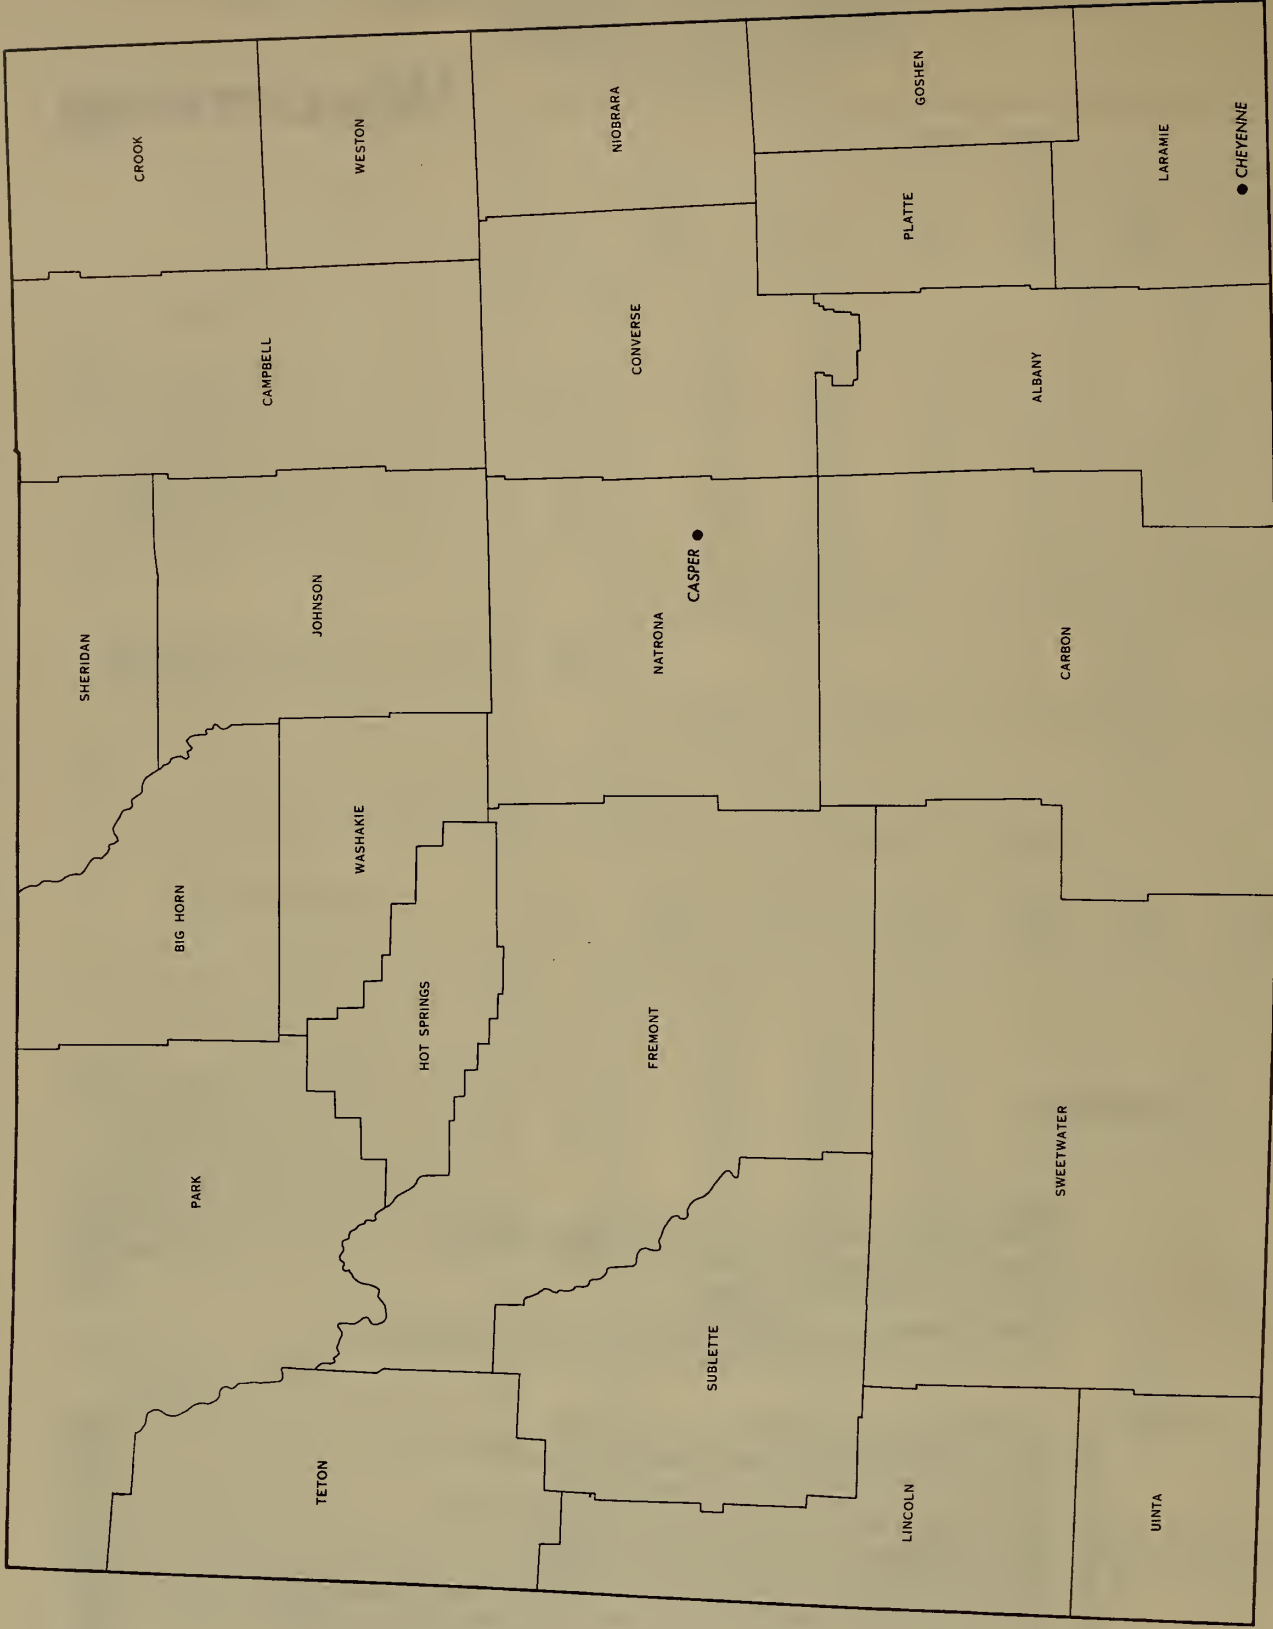 TETON
PARK
BIG HORN
SHERIDAN
CAMPBELL
CROOK
WESTON
JOHNSON
WASHAKIE
HOT SPRINGS
FREMONT
NATRONA
CASPER
CONVERSE
NIOBRARA
SUBLETTE
LINCOLN
UINTA
SWEETWATER
CARBON
ALBANY
PLATTE
GOSHEN
LARAMIE
CHEYENNE